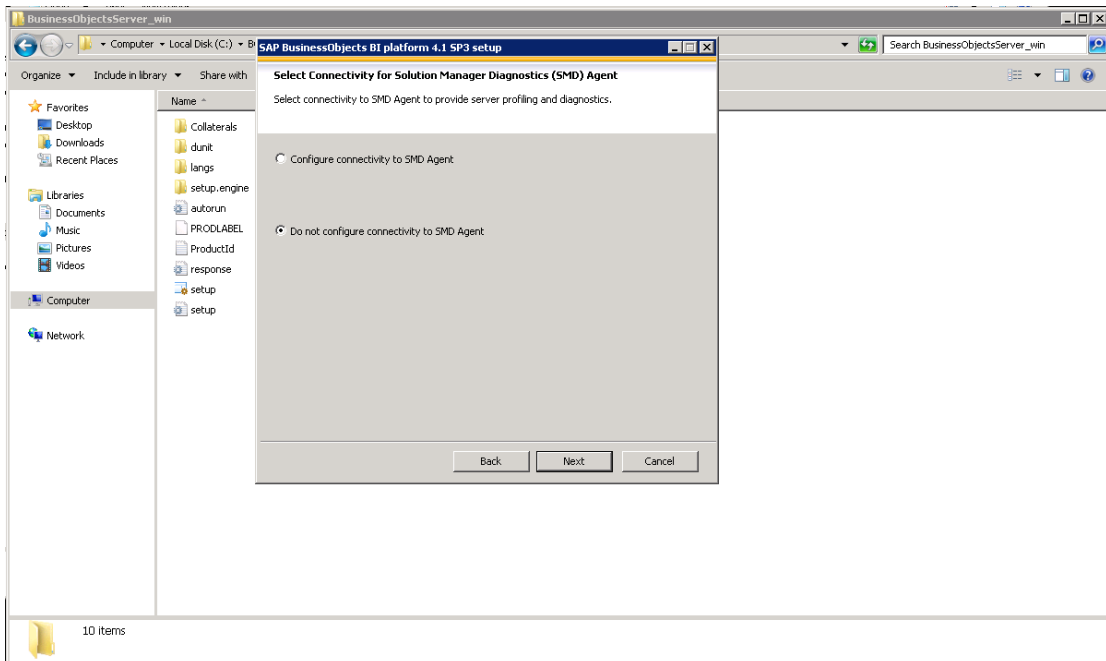 BusinessObjectsServer_win
Computer Local Disk (C:)
Search BusinessObjectsServer_win
Organize Include in library Share with
Favorites
Desktop
Downloads
Recent Places
Libraries
Documents
Music
Pictures
Videos
Computer
Network
Name
Collaterals
dunit
langs
setup.engine
autorun
PRODLABEL
ProductId
response
setup
setup
SAP BusinessObjects BI platform 4.1 SP3 setup
Select Connectivity for Solution Manager Diagnostics (SMD) Agent
Select connectivity to SMD Agent to provide server profiling and diagnostics.
Configure connectivity to SMD Agent
Do not configure connectivity to SMD Agent
Back Next Cancel
10 items